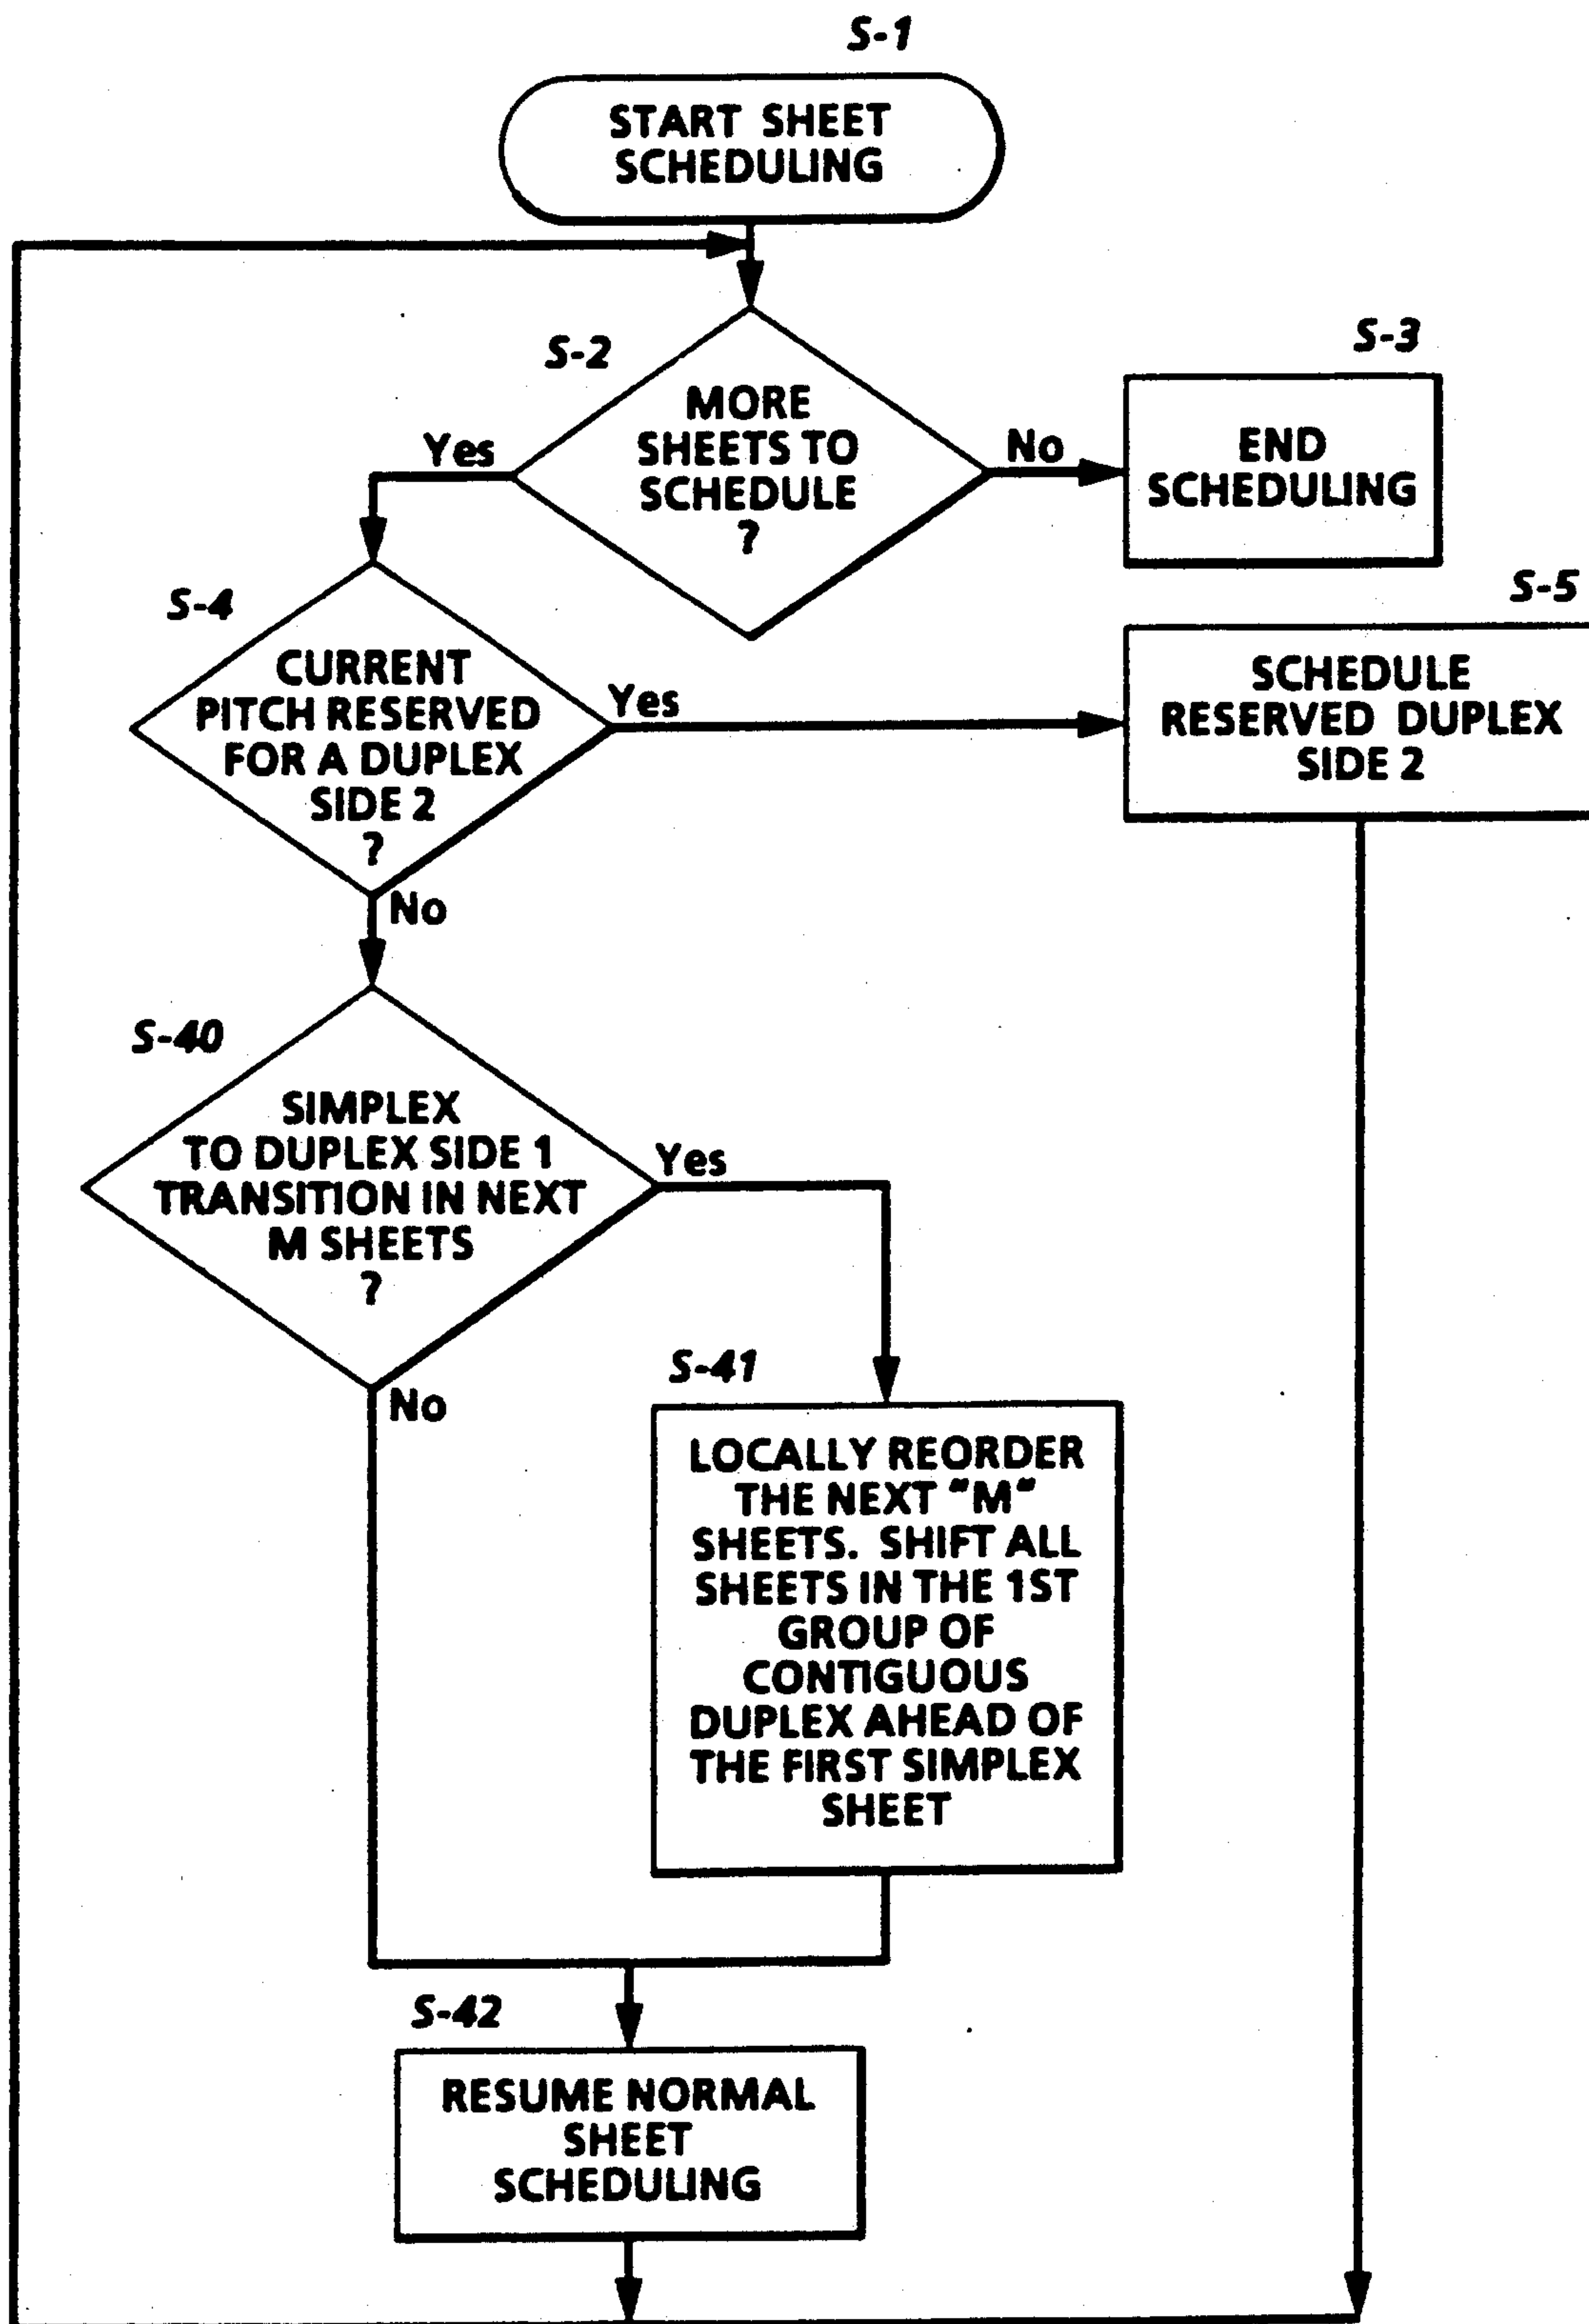 S-1
START SHEET
SCHEDULING
S-2
MORE
SHEETS TO
SCHEDULE
?
Yes
No
S-3
END
SCHEDULING
S-4
CURRENT
PITCH RESERVED
FOR A DUPLEX
SIDE 2
?
Yes
No
S-5
SCHEDULE
RESERVED DUPLEX
SIDE 2
S-40
SIMPLEX
TO DUPLEX SIDE 1
TRANSITION IN NEXT
M SHEETS
?
Yes
No
S-41
LOCALLY REORDER
THE NEXT "M"
SHEETS. SHIFT ALL
SHEETS IN THE 1ST
GROUP OF
CONTIGUOUS
DUPLEX AHEAD OF
THE FIRST SIMPLEX
SHEET
S-42
RESUME NORMAL
SHEET
SCHEDULING